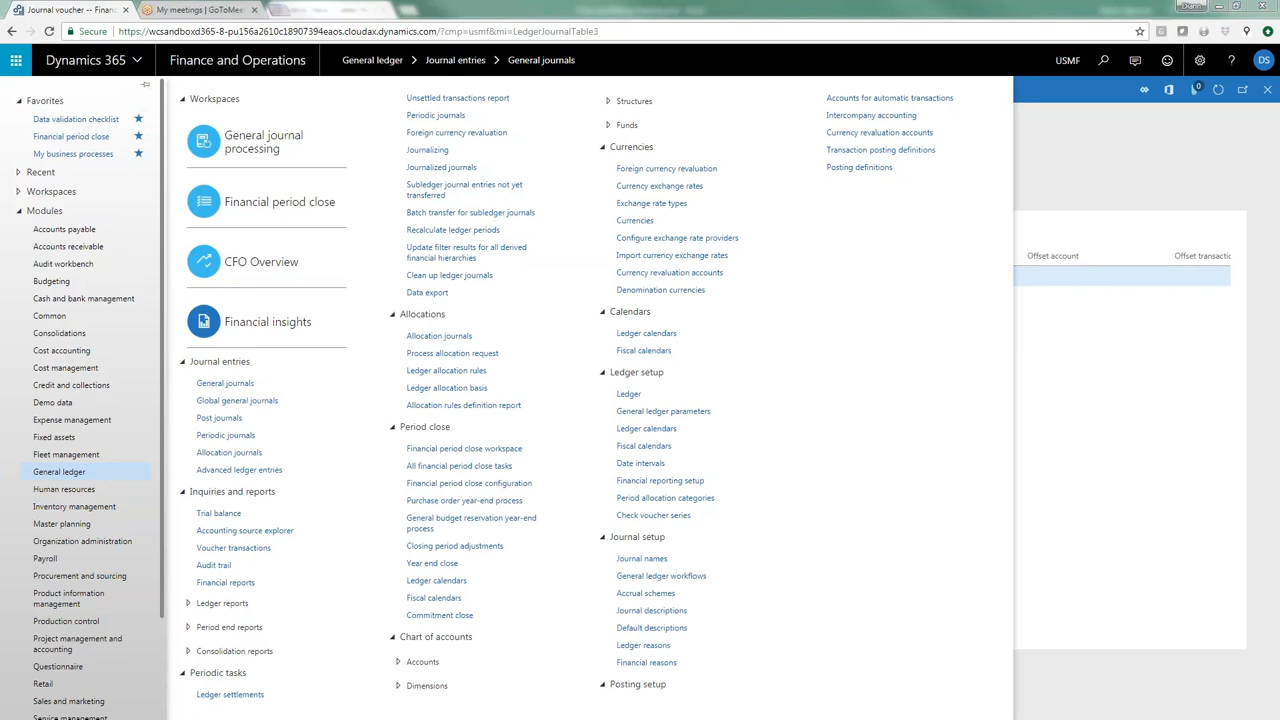 Journal voucher -- Financ
My meetings | GoToMee
Diana
Secure
https://wcsandboxd365-8-pu156a2610c18907394eaos.cloudax.dynamics.com/?cmp=usmf&mi=LedgerJournalTable3
Dynamics 365
Finance and Operations
General ledger
Journal entries
General journals
USMF
DS
0
Favorites
Data validation checklist
Financial period close
My business processes
Recent
Workspaces
Modules
Accounts payable
Accounts receivable
Audit workbench
Budgeting
Cash and bank management
Common
Consolidations
Cost accounting
Cost management
Credit and collections
Demo data
Expense management
Fixed assets
Fleet management
General ledger
Human resources
Inventory management
Master planning
Organization administration
Payroll
Procurement and sourcing
Product information
management
Production control
Project management and
accounting
Questionnaire
Retail
Sales and marketing
Service management
Workspaces
General journal
processing
Financial period close
CFO Overview
Financial insights
Journal entries
General journals
Global general journals
Post journals
Periodic journals
Allocation journals
Advanced ledger entries
Inquiries and reports
Trial balance
Accounting source explorer
Voucher transactions
Audit trail
Financial reports
Ledger reports
Period end reports
Consolidation reports
Periodic tasks
Ledger settlements
Unsettled transactions report
Periodic journals
Foreign currency revaluation
Journalizing
Journalized journals
Subledger journal entries not yet
transferred
Batch transfer for subledger journals
Recalculate ledger periods
Update filter results for all derived
financial hierarchies
Clean up ledger journals
Data export
Allocations
Allocation journals
Process allocation request
Ledger allocation rules
Ledger allocation basis
Allocation rules definition report
Period close
Financial period close workspace
All financial period close tasks
Financial period close configuration
Purchase order year-end process
General budget reservation year-end
process
Closing period adjustments
Year end close
Ledger calendars
Fiscal calendars
Commitment close
Chart of accounts
Accounts
Dimensions
Structures
Funds
Currencies
Foreign currency revaluation
Currency exchange rates
Exchange rate types
Currencies
Configure exchange rate providers
Import currency exchange rates
Currency revaluation accounts
Denomination currencies
Calendars
Ledger calendars
Fiscal calendars
Ledger setup
Ledger
General ledger parameters
Ledger calendars
Fiscal calendars
Date intervals
Financial reporting setup
Period allocation categories
Check voucher series
Journal setup
Journal names
General ledger workflows
Accrual schemes
Journal descriptions
Default descriptions
Ledger reasons
Financial reasons
Posting setup
Accounts for automatic transactions
Intercompany accounting
Currency revaluation accounts
Transaction posting definitions
Posting definitions
Offset account
Offset transactic